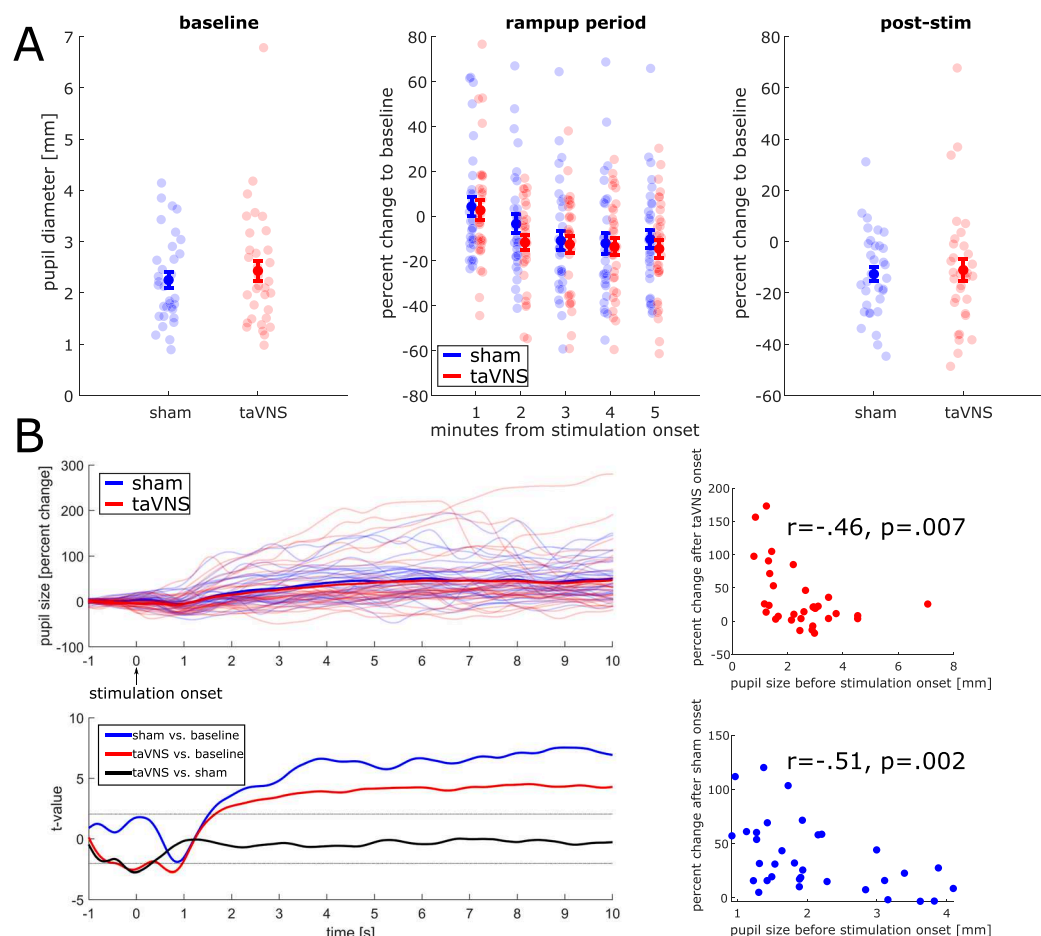 A
baseline
pupil diameter [mm]
7
6
5
4
3
2
1
0
sham
taVNS
rampup period
percent change to baseline
80
60
40
20
0
-20
-40
-60
-80
sham
taVNS
1 2 3 4 5
minutes from stimulation onset
post-stim
percent change to baseline
80
60
40
20
0
-20
-40
-60
sham
taVNS
B
pupil size [percent change]
300
200
100
0
-100
sham
taVNS
-1 0 1 2 3 4 5 6 7 8 9 10
stimulation onset
t-value
10
5
0
-5
sham vs. baseline
taVNS vs. baseline
taVNS vs. sham
-1 0 1 2 3 4 5 6 7 8 9 10
time [s]
percent change after taVNS onset
200
150
100
50
0
-50
r=-.46, p=.007
0 2 4 6 8
pupil size before stimulation onset [mm]
percent change after sham onset
150
100
50
0
r=-.51, p=.002
1 2 3 4
pupil size before stimulation onset [mm]